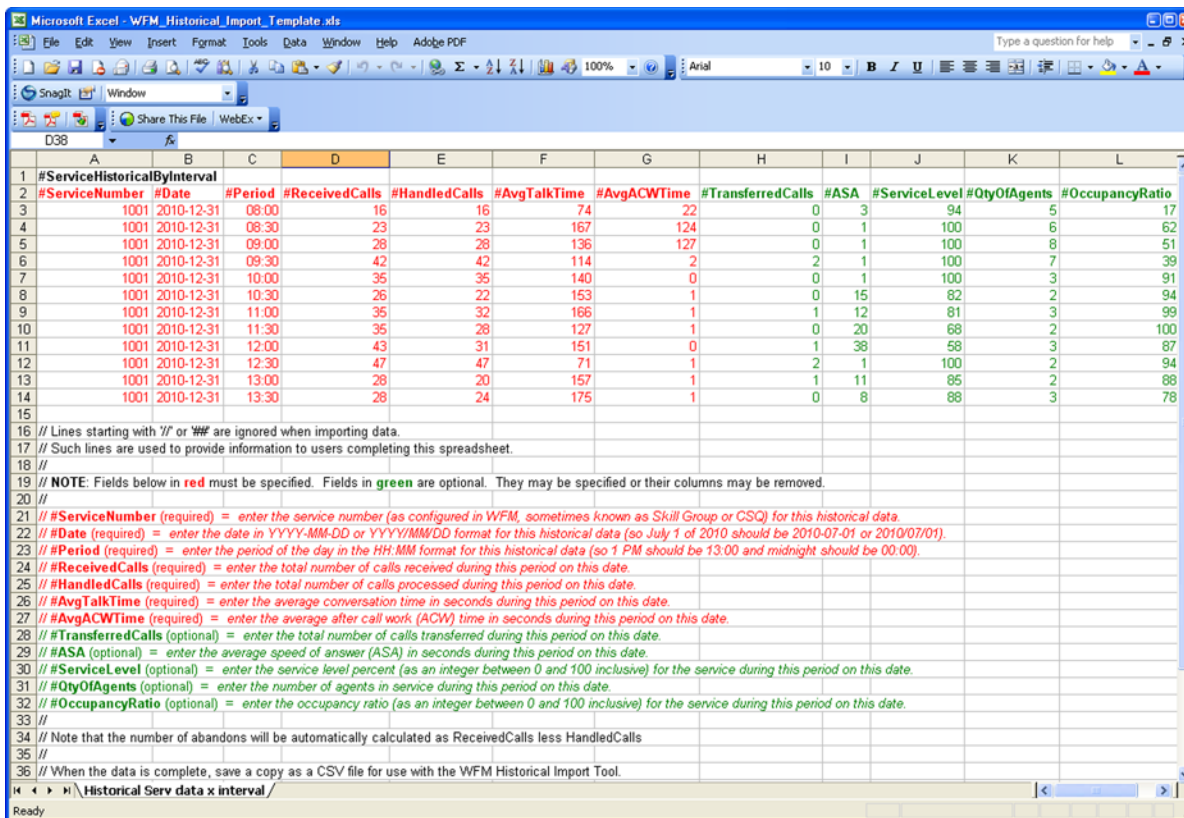 Microsoft Excel - WFM_Historical_Import_Template.xls
File Edit View Insert Format Tools Data Window Help Adobe PDF Type a question for help
100% Arial 10 B I U
SnagIt Window
Share This File WebEx
D38 fx
A B C D E F G H I J K L
1 #ServiceHistoricalByInterval
2 #ServiceNumber #Date #Period #ReceivedCalls #HandledCalls #AvgTalkTime #AvgACWTime #TransferredCalls #ASA #ServiceLevel #QtyOfAgents #OccupancyRatio
3 1001 2010-12-31 08:00 16 16 74 22 0 3 94 5 17
4 1001 2010-12-31 08:30 23 23 167 124 0 1 100 6 62
5 1001 2010-12-31 09:00 28 28 136 127 0 1 100 8 51
6 1001 2010-12-31 09:30 42 42 114 2 2 1 100 7 39
7 1001 2010-12-31 10:00 35 35 140 0 0 1 100 3 91
8 1001 2010-12-31 10:30 26 22 153 1 0 15 82 2 94
9 1001 2010-12-31 11:00 35 32 166 1 1 12 81 3 99
10 1001 2010-12-31 11:30 35 28 127 1 0 20 68 2 100
11 1001 2010-12-31 12:00 43 31 151 0 1 38 58 3 87
12 1001 2010-12-31 12:30 47 47 71 1 2 1 100 2 94
13 1001 2010-12-31 13:00 28 20 157 1 1 11 85 2 88
14 1001 2010-12-31 13:30 28 24 175 1 0 8 88 3 78
15
16 // Lines starting with '//' or '##' are ignored when importing data.
17 // Such lines are used to provide information to users completing this spreadsheet.
18 //
19 // NOTE: Fields below in red must be specified. Fields in green are optional. They may be specified or their columns may be removed.
20 //
21 // #ServiceNumber (required) = enter the service number (as configured in WFM, sometimes known as Skill Group or CSQ) for this historical data.
22 // #Date (required) = enter the date in YYYY-MM-DD or YYYY/MM/DD format for this historical data (so July 1 of 2010 should be 2010-07-01 or 2010/07/01).
23 // #Period (required) = enter the period of the day in the HH:MM format for this historical data (so 1 PM should be 13:00 and midnight should be 00:00).
24 // #ReceivedCalls (required) = enter the total number of calls received during this period on this date.
25 // #HandledCalls (required) = enter the total number of calls processed during this period on this date.
26 // #AvgTalkTime (required) = enter the average conversation time in seconds during this period on this date.
27 // #AvgACWTime (required) = enter the average after call work (ACW) time in seconds during this period on this date.
28 // #TransferredCalls (optional) = enter the total number of calls transferred during this period on this date.
29 // #ASA (optional) = enter the average speed of answer (ASA) in seconds during this period on this date.
30 // #ServiceLevel (optional) = enter the service level percent (as an integer between 0 and 100 inclusive) for the service during this period on this date.
31 // #QtyOfAgents (optional) = enter the number of agents in service during this period on this date.
32 // #OccupancyRatio (optional) = enter the occupancy ratio (as an integer between 0 and 100 inclusive) for the service during this period on this date.
33 //
34 // Note that the number of abandons will be automatically calculated as ReceivedCalls less HandledCalls
35 //
36 // When the data is complete, save a copy as a CSV file for use with the WFM Historical Import Tool.
Historical Serv data x interval
Ready